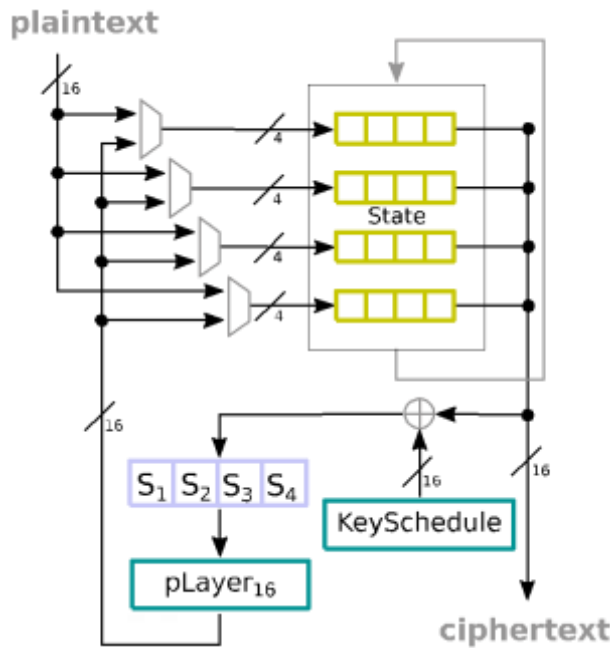 plaintext
16
4
4
State
4
4
16
16
16
S₁ S₂ S₃ S₄
KeySchedule
pLayer₁₆
ciphertext